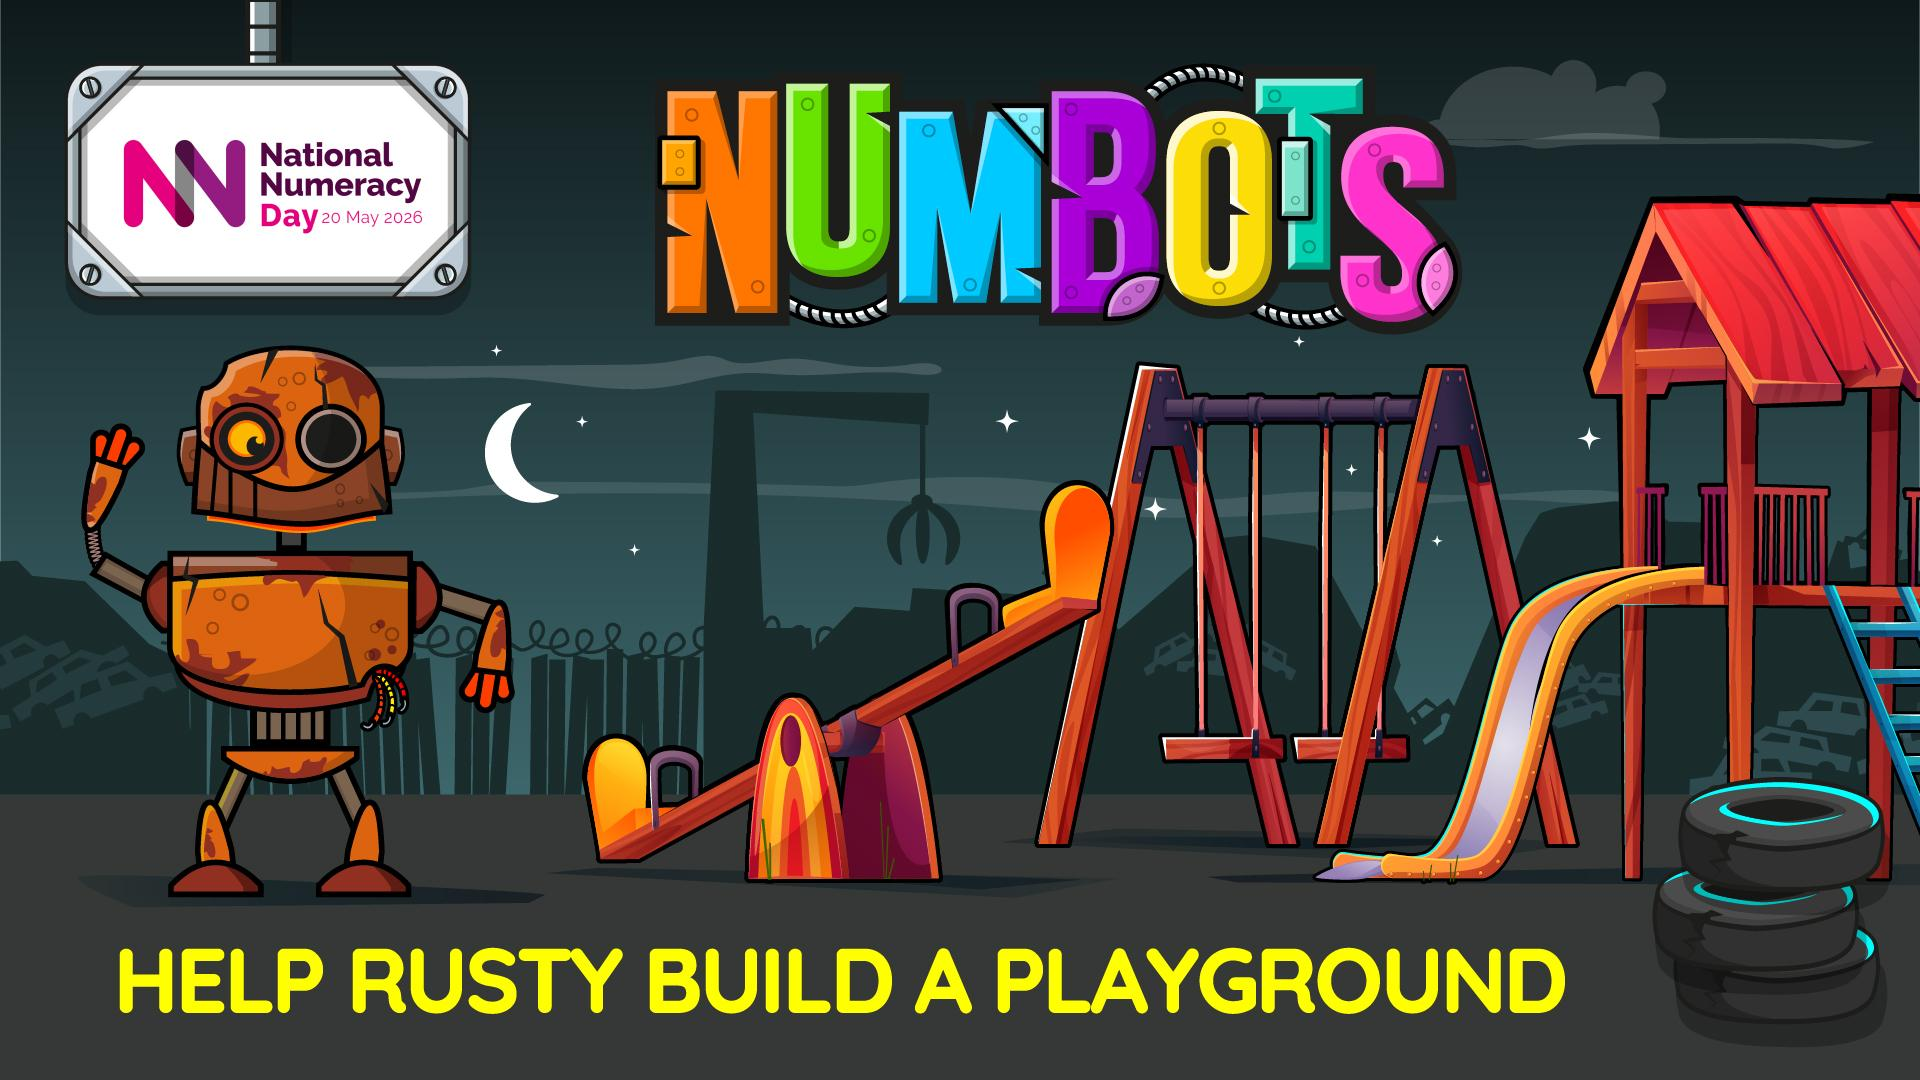 National
Numeracy
Day 20 May 2026
NUMBOTS
HELP RUSTY BUILD A PLAYGROUND